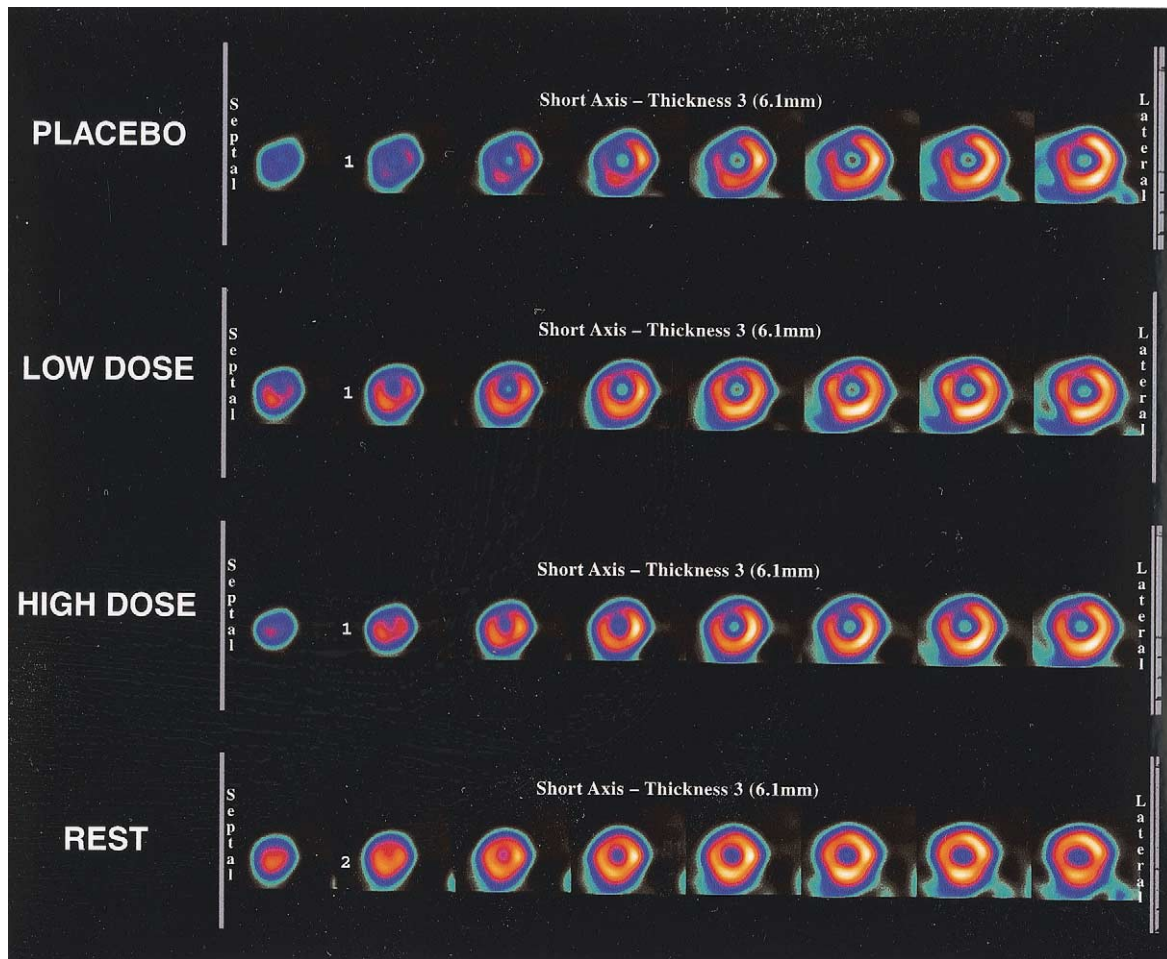 PLACEBO
Septal
Short Axis – Thickness 3 (6.1mm)
1
Lateral
LOW DOSE
Septal
Short Axis – Thickness 3 (6.1mm)
1
Lateral
HIGH DOSE
Septal
Short Axis – Thickness 3 (6.1mm)
1
Lateral
REST
Septal
Short Axis – Thickness 3 (6.1mm)
2
Lateral